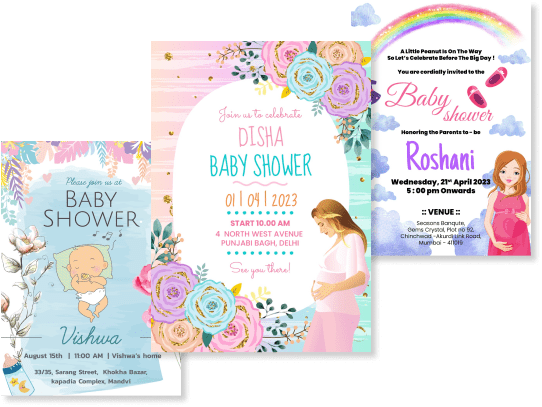 Please join us at
BABY
SHOWER
Vishwa
August 15th | 11:00 AM | Vishwa's home
33/35, Sarang Street, Khokha Bazar,
kapadia Complex, Mandvi
Join us to celebrate
DISHA
BABY SHOWER
01 | 04 | 2023
START 10.00 AM
4 NORTH WEST AVENUE
PUNJABI BAGH, DELHI
See you there!
A Little Peanut Is On The Way
So Let's Celebrate Before The Big Day !
You are cordially invited to the
Baby
shower
Honoring the Parents to - be
Roshani
Wednesday, 21st April 2023
5 : 00 pm Onwards
:: VENUE ::
Seasons Banqute,
Gems Crystal, Plot no 92,
Chinchwad -Akurdi Link Road,
Mumbai - 411019